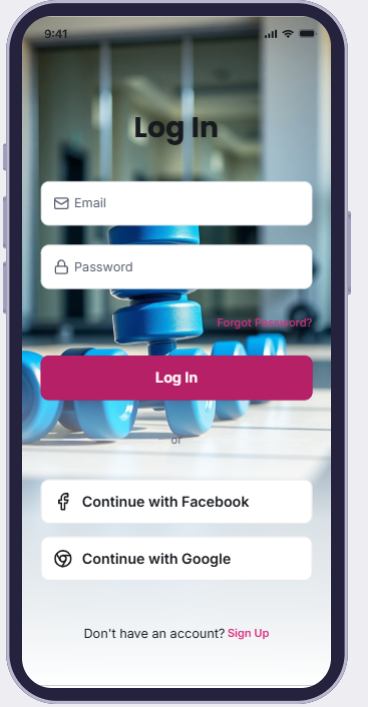 9:41
Log In
Email
Password
Forgot Password?
Log In
or
Continue with Facebook
Continue with Google
Don't have an account? Sign Up